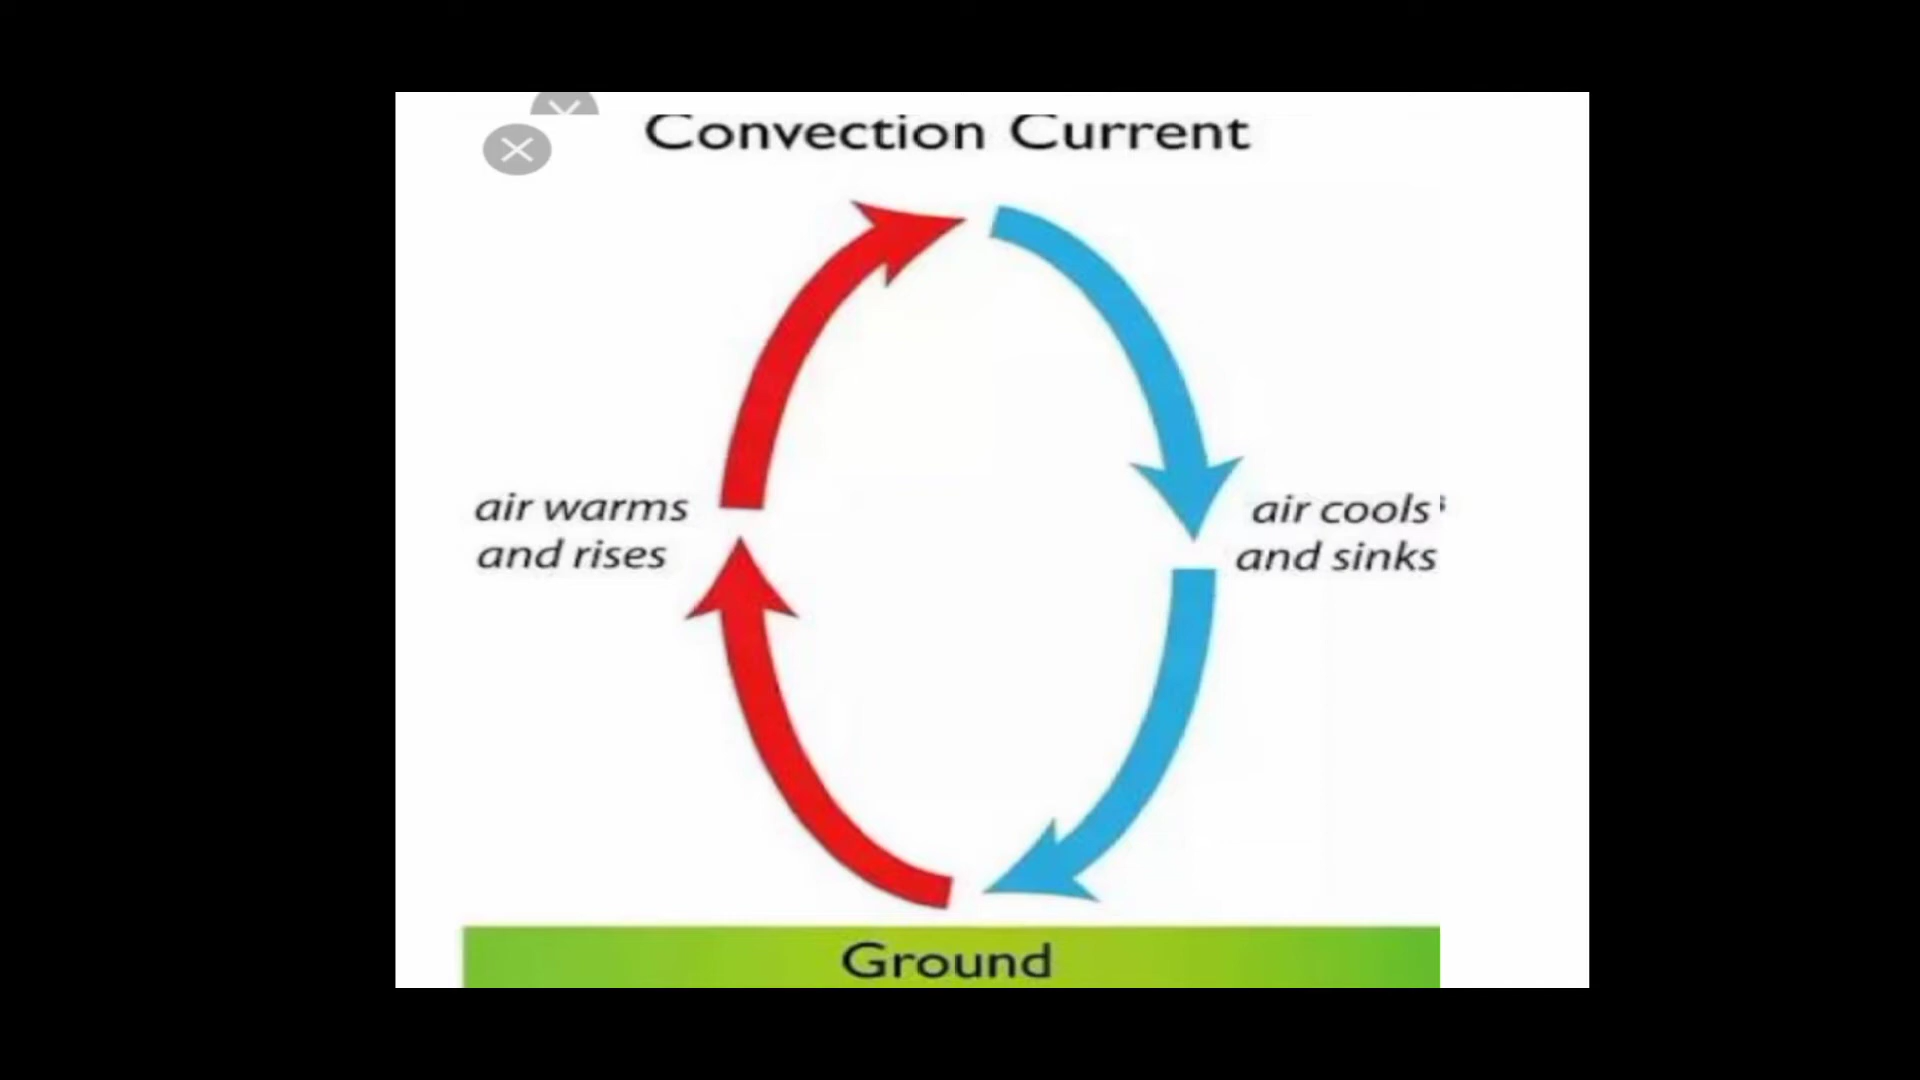 Convection Current
air warms
and rises
air cools
and sinks
Ground